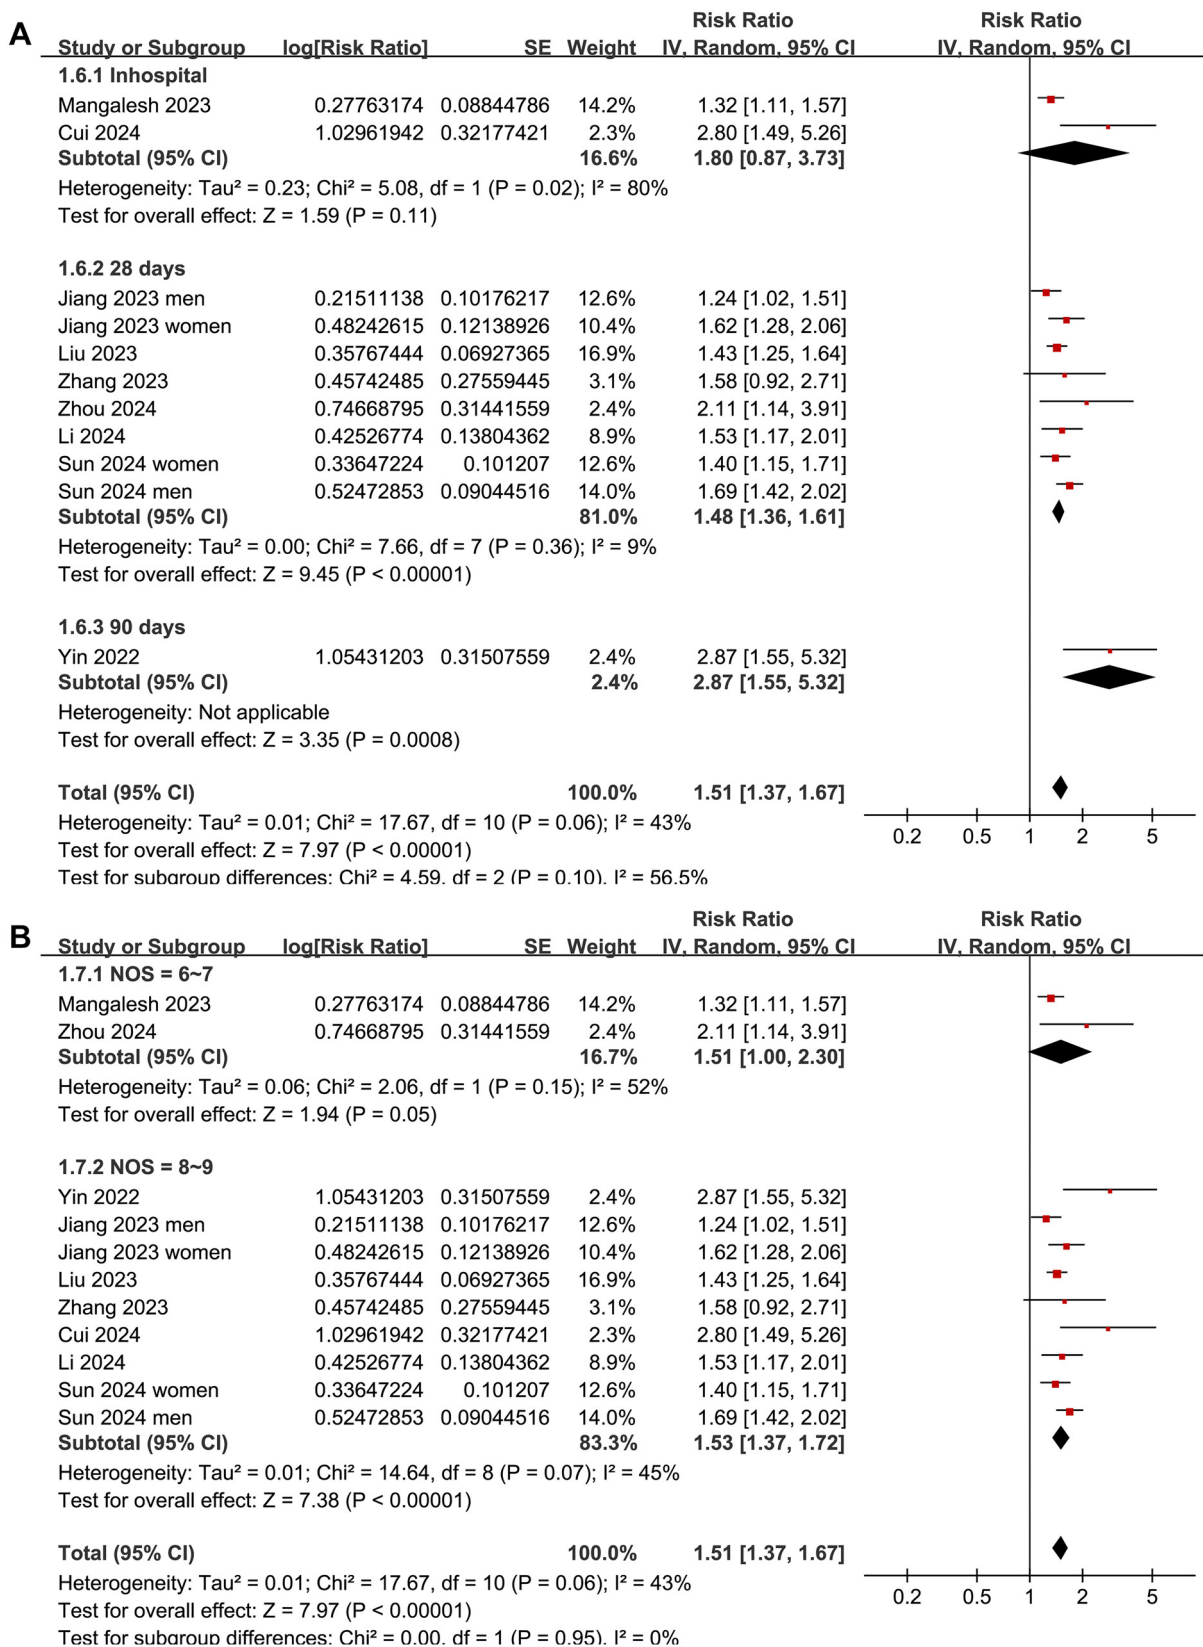 A
Risk Ratio Risk Ratio
Study or Subgroup log[Risk Ratio] SE Weight IV, Random, 95% CI IV, Random, 95% CI
1.6.1 Inhospital
Mangalesh 2023 0.27763174 0.08844786 14.2% 1.32 [1.11, 1.57]
Cui 2024 1.02961942 0.32177421 2.3% 2.80 [1.49, 5.26]
Subtotal (95% CI) 16.6% 1.80 [0.87, 3.73]
Heterogeneity: Tau² = 0.23; Chi² = 5.08, df = 1 (P = 0.02); I² = 80%
Test for overall effect: Z = 1.59 (P = 0.11)
1.6.2 28 days
Jiang 2023 men 0.21511138 0.10176217 12.6% 1.24 [1.02, 1.51]
Jiang 2023 women 0.48242615 0.12138926 10.4% 1.62 [1.28, 2.06]
Liu 2023 0.35767444 0.06927365 16.9% 1.43 [1.25, 1.64]
Zhang 2023 0.45742485 0.27559445 3.1% 1.58 [0.92, 2.71]
Zhou 2024 0.74668795 0.31441559 2.4% 2.11 [1.14, 3.91]
Li 2024 0.42526774 0.13804362 8.9% 1.53 [1.17, 2.01]
Sun 2024 women 0.33647224 0.101207 12.6% 1.40 [1.15, 1.71]
Sun 2024 men 0.52472853 0.09044516 14.0% 1.69 [1.42, 2.02]
Subtotal (95% CI) 81.0% 1.48 [1.36, 1.61]
Heterogeneity: Tau² = 0.00; Chi² = 7.66, df = 7 (P = 0.36); I² = 9%
Test for overall effect: Z = 9.45 (P < 0.00001)
1.6.3 90 days
Yin 2022 1.05431203 0.31507559 2.4% 2.87 [1.55, 5.32]
Subtotal (95% CI) 2.4% 2.87 [1.55, 5.32]
Heterogeneity: Not applicable
Test for overall effect: Z = 3.35 (P = 0.0008)
Total (95% CI) 100.0% 1.51 [1.37, 1.67]
Heterogeneity: Tau² = 0.01; Chi² = 17.67, df = 10 (P = 0.06); I² = 43%
Test for overall effect: Z = 7.97 (P < 0.00001)
Test for subgroup differences: Chi² = 4.59, df = 2 (P = 0.10), I² = 56.5%
0.2 0.5 1 2 5
B
Risk Ratio Risk Ratio
Study or Subgroup log[Risk Ratio] SE Weight IV, Random, 95% CI IV, Random, 95% CI
1.7.1 NOS = 6~7
Mangalesh 2023 0.27763174 0.08844786 14.2% 1.32 [1.11, 1.57]
Zhou 2024 0.74668795 0.31441559 2.4% 2.11 [1.14, 3.91]
Subtotal (95% CI) 16.7% 1.51 [1.00, 2.30]
Heterogeneity: Tau² = 0.06; Chi² = 2.06, df = 1 (P = 0.15); I² = 52%
Test for overall effect: Z = 1.94 (P = 0.05)
1.7.2 NOS = 8~9
Yin 2022 1.05431203 0.31507559 2.4% 2.87 [1.55, 5.32]
Jiang 2023 men 0.21511138 0.10176217 12.6% 1.24 [1.02, 1.51]
Jiang 2023 women 0.48242615 0.12138926 10.4% 1.62 [1.28, 2.06]
Liu 2023 0.35767444 0.06927365 16.9% 1.43 [1.25, 1.64]
Zhang 2023 0.45742485 0.27559445 3.1% 1.58 [0.92, 2.71]
Cui 2024 1.02961942 0.32177421 2.3% 2.80 [1.49, 5.26]
Li 2024 0.42526774 0.13804362 8.9% 1.53 [1.17, 2.01]
Sun 2024 women 0.33647224 0.101207 12.6% 1.40 [1.15, 1.71]
Sun 2024 men 0.52472853 0.09044516 14.0% 1.69 [1.42, 2.02]
Subtotal (95% CI) 83.3% 1.53 [1.37, 1.72]
Heterogeneity: Tau² = 0.01; Chi² = 14.64, df = 8 (P = 0.07); I² = 45%
Test for overall effect: Z = 7.38 (P < 0.00001)
Total (95% CI) 100.0% 1.51 [1.37, 1.67]
Heterogeneity: Tau² = 0.01; Chi² = 17.67, df = 10 (P = 0.06); I² = 43%
Test for overall effect: Z = 7.97 (P < 0.00001)
Test for subgroup differences: Chi² = 0.00, df = 1 (P = 0.95), I² = 0%
0.2 0.5 1 2 5